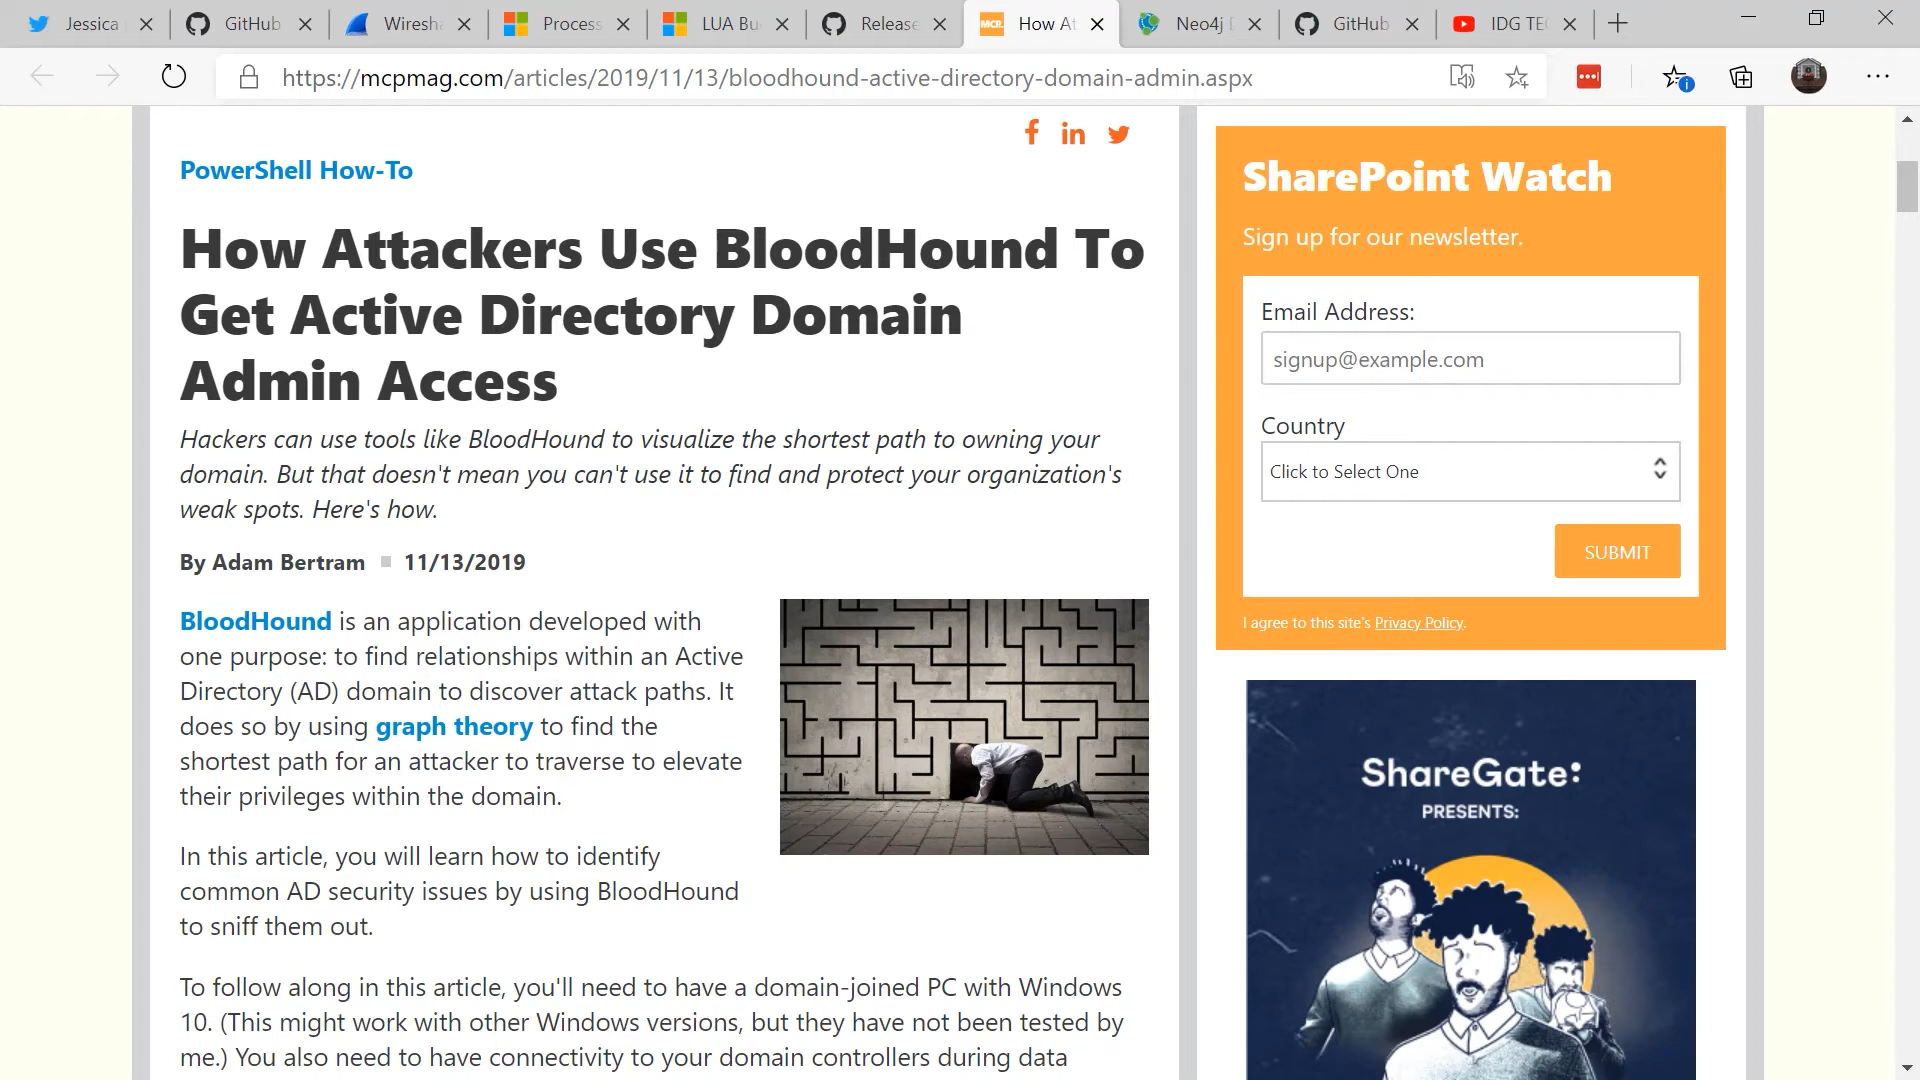 Jessica
GitHub
Wiresha
Process
LUA Bu
Release
MCP
How At
Neo4j D
GitHub
IDG TE
https://mcpmag.com/articles/2019/11/13/bloodhound-active-directory-domain-admin.aspx
PowerShell How-To
How Attackers Use BloodHound To
Get Active Directory Domain
Admin Access
Hackers can use tools like BloodHound to visualize the shortest path to owning your
domain. But that doesn't mean you can't use it to find and protect your organization's
weak spots. Here's how.
By Adam Bertram 11/13/2019
BloodHound is an application developed with
one purpose: to find relationships within an Active
Directory (AD) domain to discover attack paths. It
does so by using graph theory to find the
shortest path for an attacker to traverse to elevate
their privileges within the domain.
In this article, you will learn how to identify
common AD security issues by using BloodHound
to sniff them out.
To follow along in this article, you'll need to have a domain-joined PC with Windows
10. (This might work with other Windows versions, but they have not been tested by
me.) You also need to have connectivity to your domain controllers during data
SharePoint Watch
Sign up for our newsletter.
Email Address:
signup@example.com
Country
Click to Select One
SUBMIT
I agree to this site's Privacy Policy.
ShareGate:
PRESENTS: